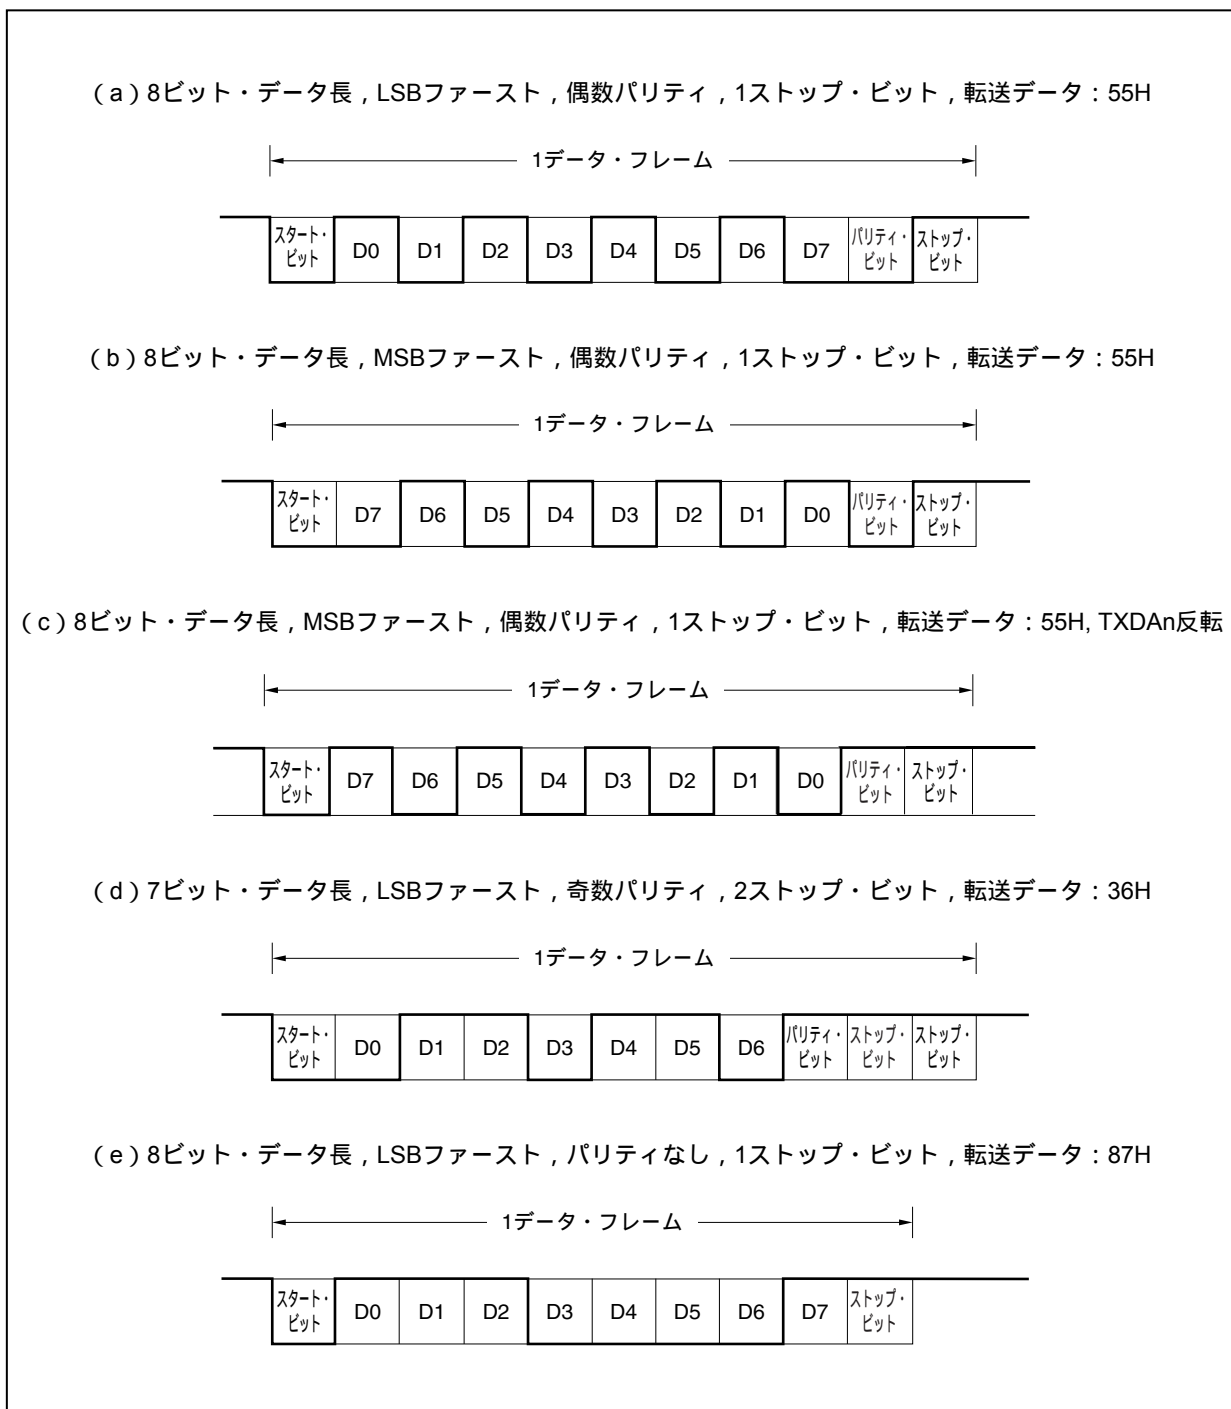 （a）8ビット・データ長，LSBファースト，偶数パリティ，1ストップ・ビット，転送データ：55H
1データ・フレーム
スタート・ビット D0 D1 D2 D3 D4 D5 D6 D7 パリティ・ビット ストップ・ビット
（b）8ビット・データ長，MSBファースト，偶数パリティ，1ストップ・ビット，転送データ：55H
1データ・フレーム
スタート・ビット D7 D6 D5 D4 D3 D2 D1 D0 パリティ・ビット ストップ・ビット
（c）8ビット・データ長，MSBファースト，偶数パリティ，1ストップ・ビット，転送データ：55H, TXDAn反転
1データ・フレーム
スタート・ビット D7 D6 D5 D4 D3 D2 D1 D0 パリティ・ビット ストップ・ビット
（d）7ビット・データ長，LSBファースト，奇数パリティ，2ストップ・ビット，転送データ：36H
1データ・フレーム
スタート・ビット D0 D1 D2 D3 D4 D5 D6 パリティ・ビット ストップ・ビット ストップ・ビット
（e）8ビット・データ長，LSBファースト，パリティなし，1ストップ・ビット，転送データ：87H
1データ・フレーム
スタート・ビット D0 D1 D2 D3 D4 D5 D6 D7 ストップ・ビット